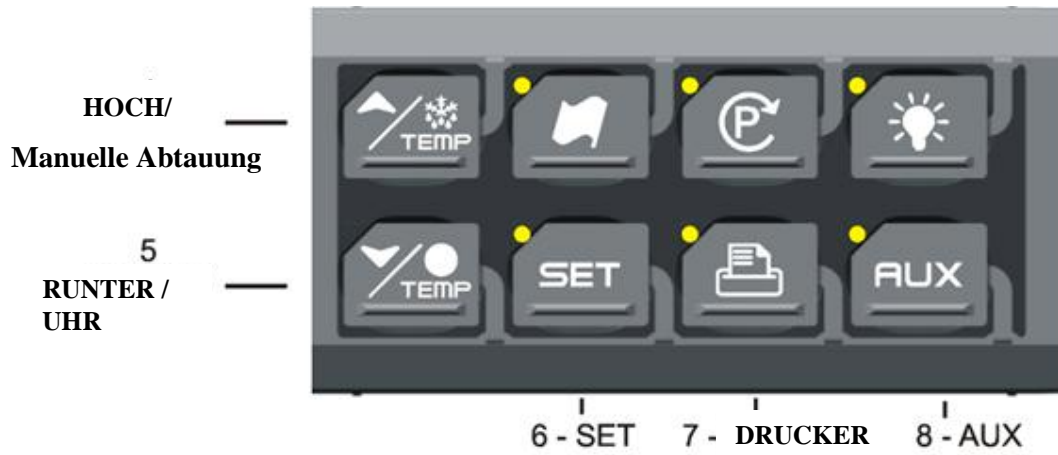 HOCH/
Manuelle Abtauung
TEMP
P
5
RUNTER /
UHR
TEMP
SET
AUX
6 - SET
7 - DRUCKER
8 - AUX